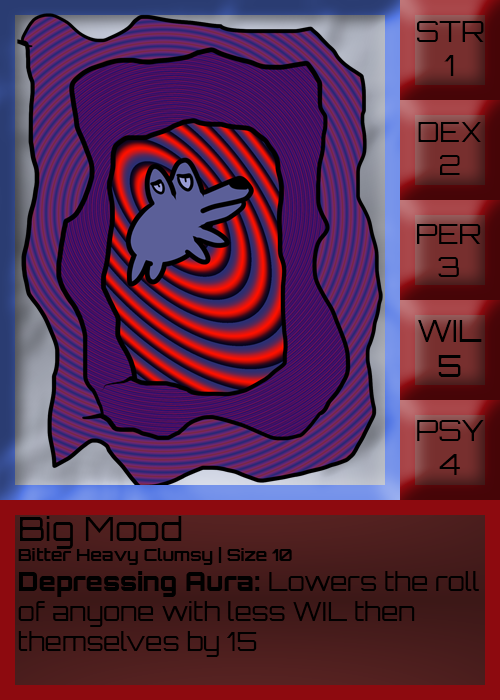 STR
1
DEX
2
PER
3
WIL
5
PSY
4
Big Mood
Bitter Heavy Clumsy | Size 10
Depressing Aura: Lowers the roll
of anyone with less WIL then
themselves by 15